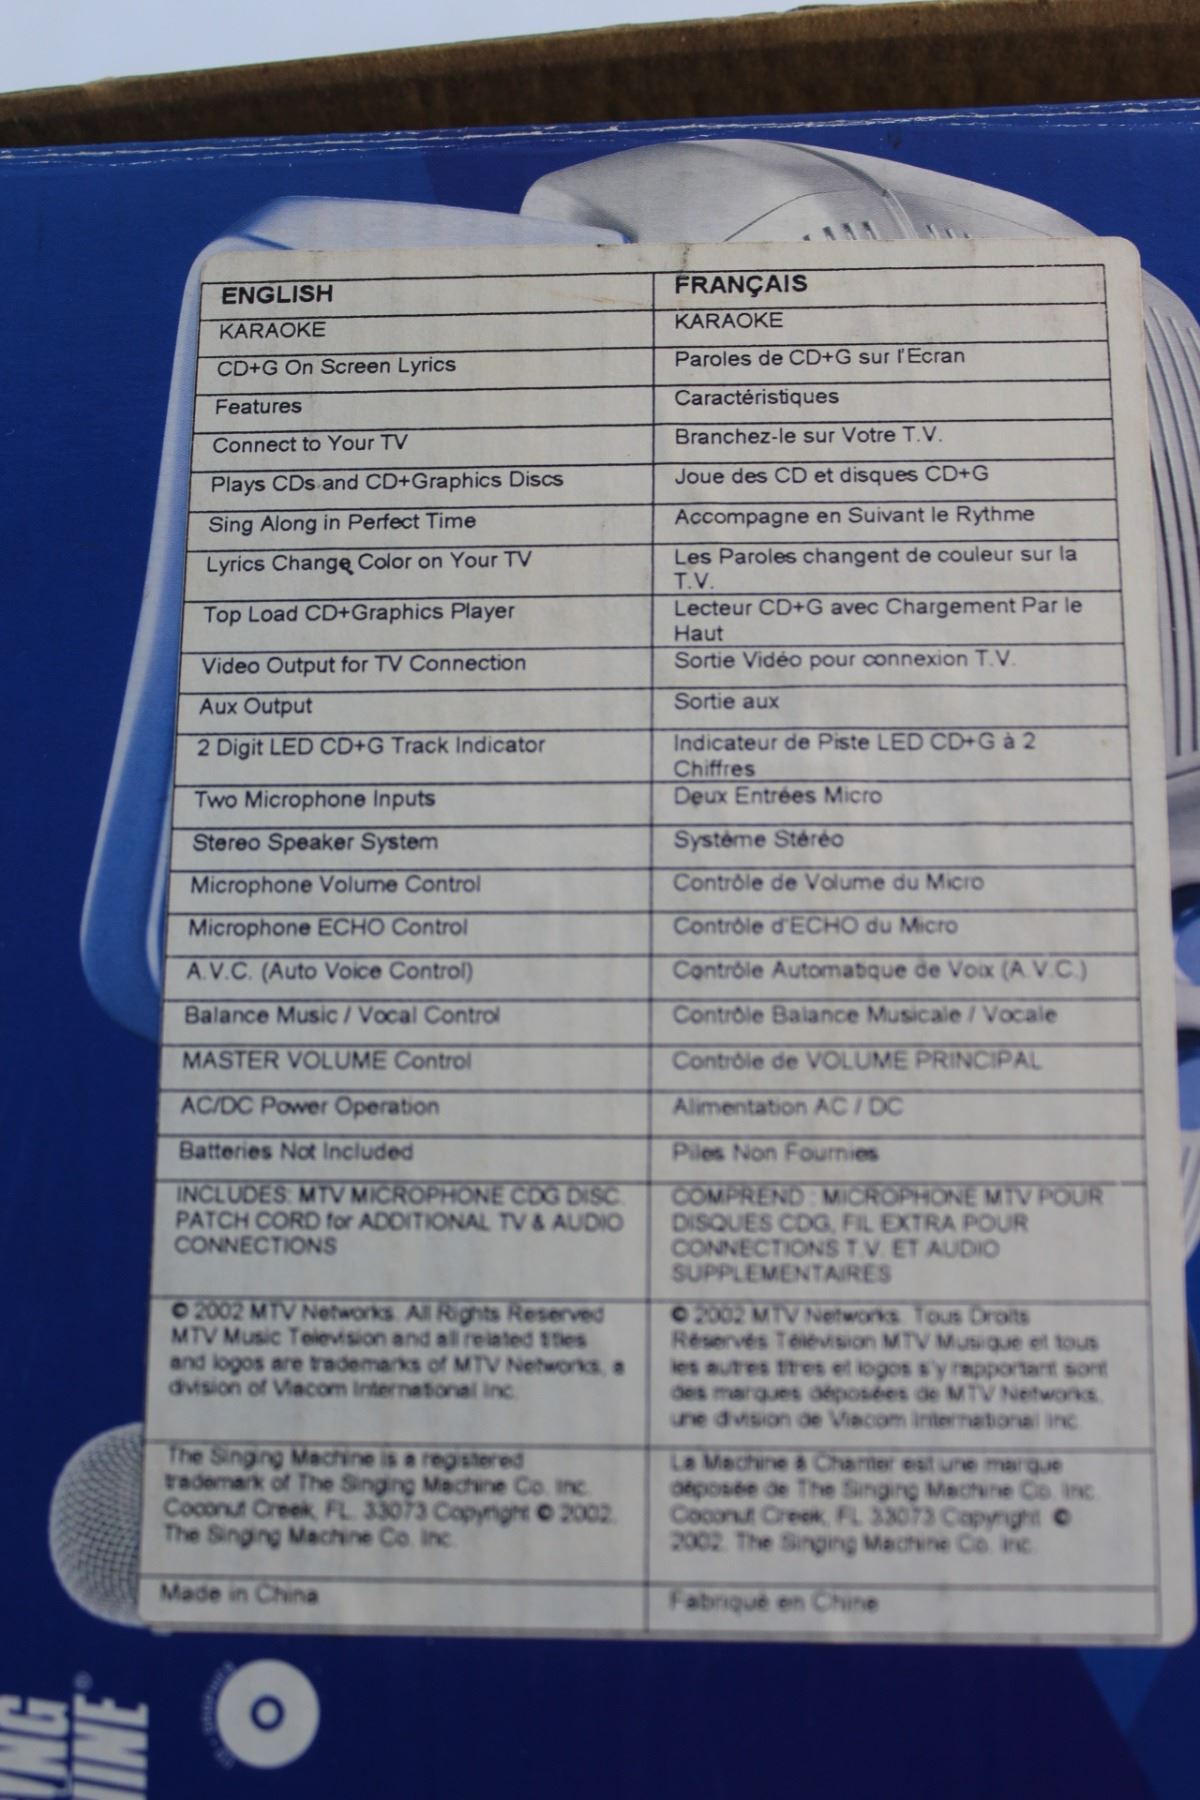 ENGLISH
FRANÇAIS
KARAOKE
KARAOKE
CD+G On Screen Lyrics
Paroles de CD+G sur l'Ecran
Features
Caractéristiques
Connect to Your TV
Branchez-le sur Votre T.V.
Plays CDs and CD+Graphics Discs
Joue des CD et disques CD+G
Sing Along in Perfect Time
Accompagne en Suivant le Rythme
Lyrics Change Color on Your TV
Les Paroles changent de couleur sur la
T.V.
Top Load CD+Graphics Player
Lecteur CD+G avec Chargement Par le
Haut
Video Output for TV Connection
Sortie Vidéo pour connexion T.V.
Aux Output
Sortie aux
2 Digit LED CD+G Track Indicator
Indicateur de Piste LED CD+G à 2
Chiffres
Two Microphone Inputs
Deux Entrées Micro
Stereo Speaker System
Système Stéréo
Microphone Volume Control
Contrôle de Volume du Micro
Microphone ECHO Control
Contrôle d'ECHO du Micro
A.V.C. (Auto Voice Control)
Contrôle Automatique de Voix (A.V.C.)
Balance Music / Vocal Control
Contrôle Balance Musicale / Vocale
MASTER VOLUME Control
Contrôle de VOLUME PRINCIPAL
AC/DC Power Operation
Alimentation AC / DC
Batteries Not Included
Piles Non Fournies
INCLUDES: MTV MICROPHONE CDG DISC.
PATCH CORD for ADDITIONAL TV & AUDIO
CONNECTIONS
COMPREND : MICROPHONE MTV POUR
DISQUES CDG, FIL EXTRA POUR
CONNECTIONS T.V. ET AUDIO
SUPPLEMENTAIRES
© 2002 MTV Networks. All Rights Reserved
MTV Music Television and all related titles
and logos are trademarks of MTV Networks, a
division of Viacom International Inc.
© 2002 MTV Networks. Tous Droits
Réservés Télévision MTV Musique et tous
les autres titres et logos s'y rapportant sont
des marques déposées de MTV Networks,
une division de Viacom International Inc.
The Singing Machine is a registered
trademark of The Singing Machine Co. Inc.
Coconut Creek, FL. 33073 Copyright © 2002.
The Singing Machine Co. Inc.
La Machine à Chanter est une marque
déposée de The Singing Machine Co. Inc.
Coconut Creek, FL 33073 Copyright ©
2002. The Singing Machine Co. Inc.
Made in China
Fabriqué en Chine
ING
HINE®